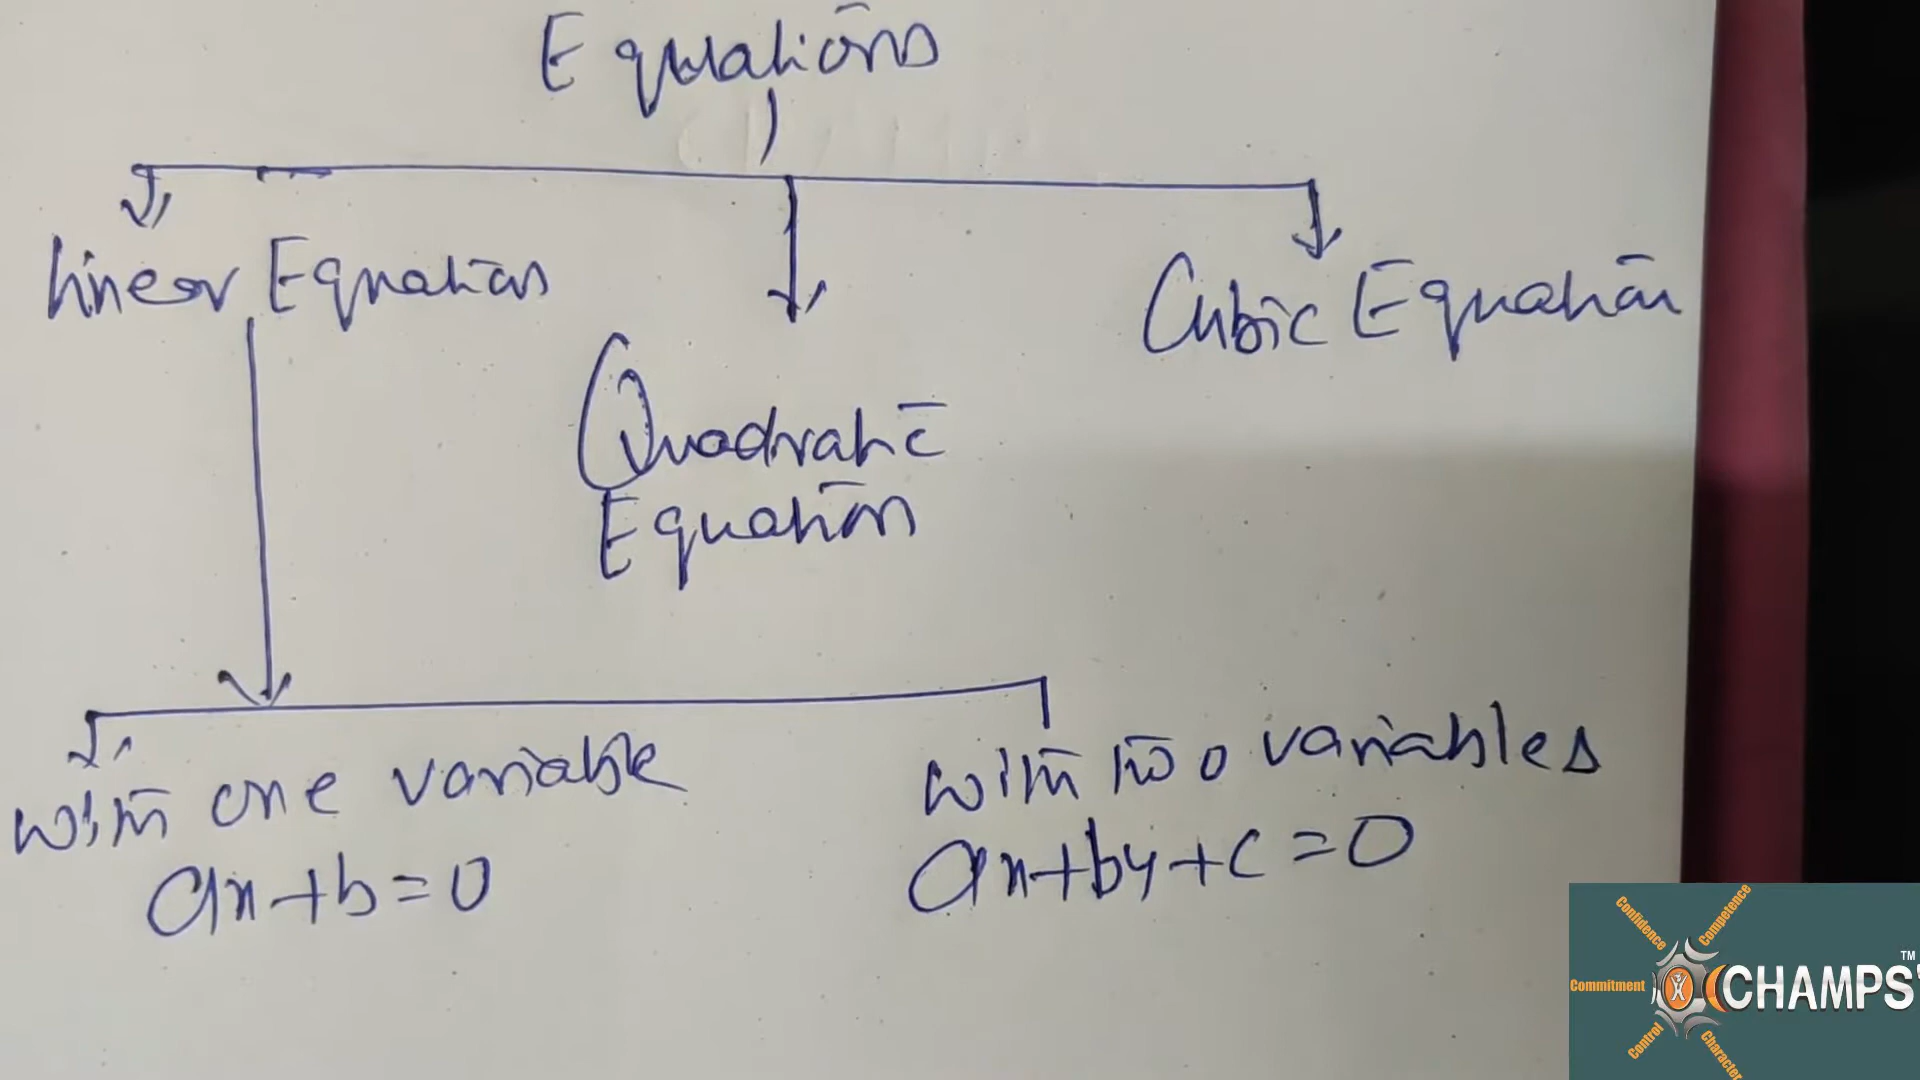 Equations
Linear Equations
Cubic Equation
Quadratic
Equation
with one variable
with two variables
ax+b=0
ax+by+c=0
Confidence
Competence
Commitment
CHAMPS
TM
Control
Character